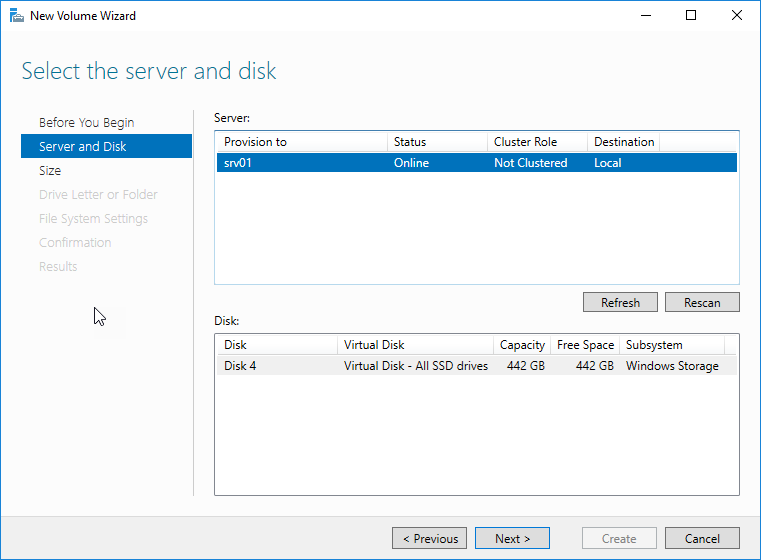 New Volume Wizard
Select the server and disk
Before You Begin
Server and Disk
Size
Drive Letter or Folder
File System Settings
Confirmation
Results
Server:
Provision to Status Cluster Role Destination
srv01 Online Not Clustered Local
Refresh Rescan
Disk:
Disk Virtual Disk Capacity Free Space Subsystem
Disk 4 Virtual Disk - All SSD drives 442 GB 442 GB Windows Storage
< Previous Next > Create Cancel